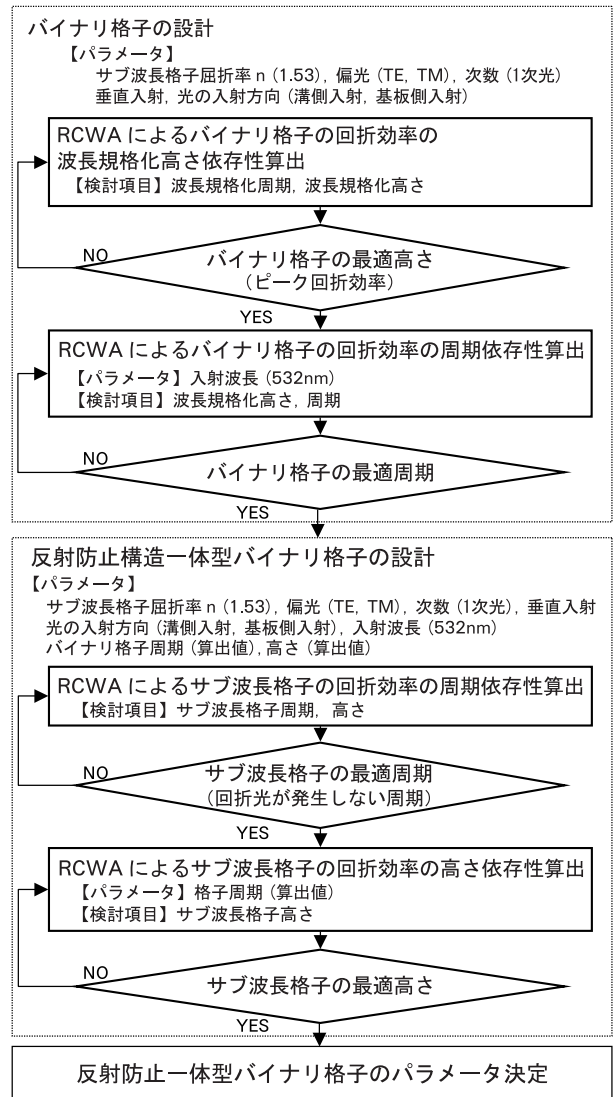 バイナリ格子の設計
【パラメータ】
サブ波長格子屈折率 n (1.53), 偏光 (TE, TM), 次数 (1次光)
垂直入射, 光の入射方向 (溝側入射, 基板側入射)
RCWA によるバイナリ格子の回折効率の
波長規格化高さ依存性算出
【検討項目】波長規格化周期, 波長規格化高さ
NO
バイナリ格子の最適高さ
(ピーク回折効率)
YES
RCWA によるバイナリ格子の回折効率の周期依存性算出
【パラメータ】入射波長 (532nm)
【検討項目】波長規格化高さ, 周期
NO
バイナリ格子の最適周期
YES
反射防止構造一体型バイナリ格子の設計
【パラメータ】
サブ波長格子屈折率 n (1.53), 偏光 (TE, TM), 次数 (1次光), 垂直入射
光の入射方向 (溝側入射, 基板側入射), 入射波長 (532nm)
バイナリ格子周期 (算出値), 高さ (算出値)
RCWA によるサブ波長格子の回折効率の周期依存性算出
【検討項目】サブ波長格子周期, 高さ
NO
サブ波長格子の最適周期
(回折光が発生しない周期)
YES
RCWA によるサブ波長格子の回折効率の高さ依存性算出
【パラメータ】格子周期 (算出値)
【検討項目】サブ波長格子高さ
NO
サブ波長格子の最適高さ
YES
反射防止一体型バイナリ格子のパラメータ決定